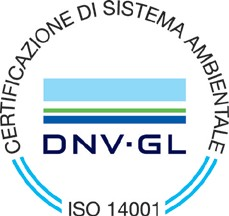 CERTIFICAZIONE DI SISTEMA AMBIENTALE
DNV·GL
ISO 14001